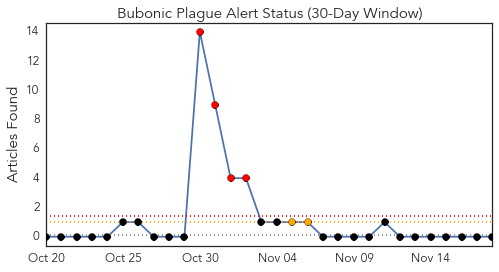 Bubonic Plague Alert Status (30-Day Window)
Articles Found
14
12
10
8
6
4
2
0
Oct 20 Oct 25 Oct 30 Nov 04 Nov 09 Nov 14